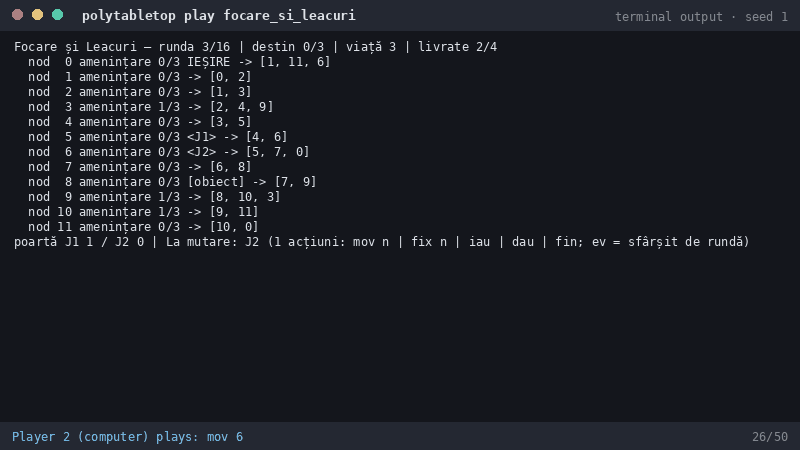 polytabletop play focare_si_leacuri
terminal output · seed 1
Focare și Leacuri — runda 3/16 | destin 0/3 | viață 3 | livrate 2/4
nod 0 amenințare 0/3 IEȘIRE -> [1, 11, 6]
nod 1 amenințare 0/3 -> [0, 2]
nod 2 amenințare 0/3 -> [1, 3]
nod 3 amenințare 1/3 -> [2, 4, 9]
nod 4 amenințare 0/3 -> [3, 5]
nod 5 amenințare 0/3 <J1> -> [4, 6]
nod 6 amenințare 0/3 <J2> -> [5, 7, 0]
nod 7 amenințare 0/3 -> [6, 8]
nod 8 amenințare 0/3 [obiect] -> [7, 9]
nod 9 amenințare 1/3 -> [8, 10, 3]
nod 10 amenințare 1/3 -> [9, 11]
nod 11 amenințare 0/3 -> [10, 0]
poartă J1 1 / J2 0 | La mutare: J2 (1 acțiuni: mov n | fix n | iau | dau | fin; ev = sfârșit de rundă)
Player 2 (computer) plays: mov 6
26/50